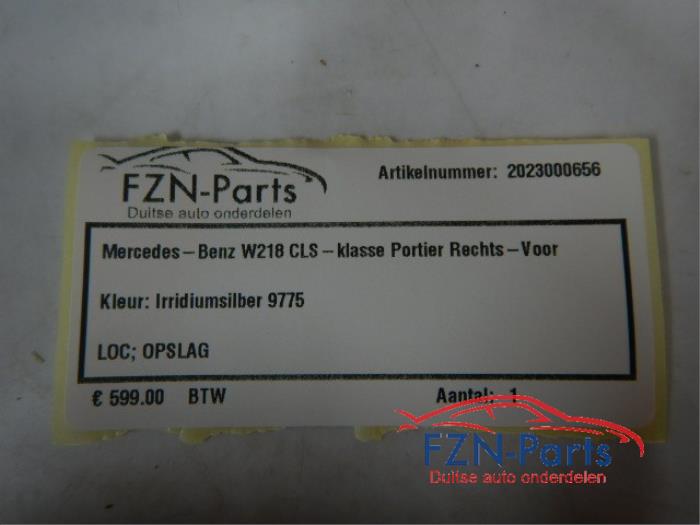 FZN-Parts
Duitse auto onderdelen
Artikelnummer: 2023000656
Mercedes-Benz W218 CLS-klasse Portier Rechts-Voor
Kleur: Irridiumsilber 9775
LOC; OPSLAG
€ 599.00 BTW Aantal: 1
FZN-Parts
Duitse auto onderdelen